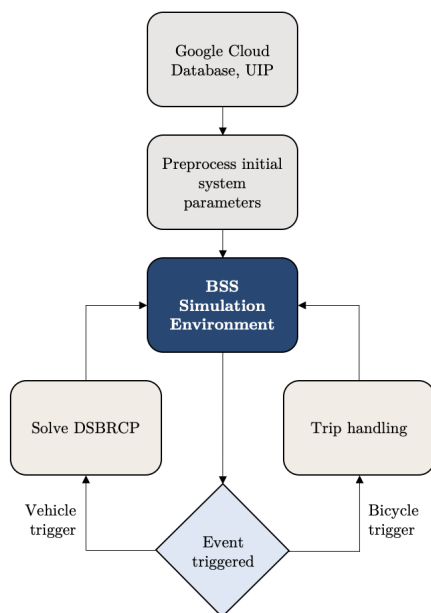 Google Cloud
Database, UIP
Preprocess initial
system
parameters
BSS
Simulation
Environment
Solve DSBRCP
Trip handling
Vehicle
trigger
Bicycle
trigger
Event
triggered